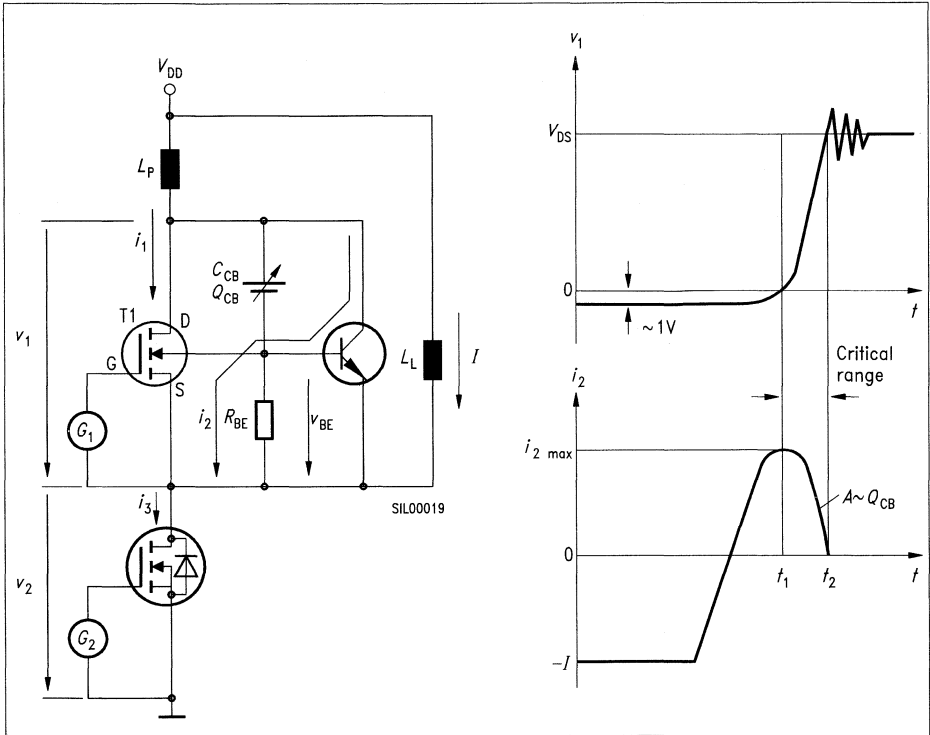 V_DD
L_P
i_1
C_CB
Q_CB
v_1
T1
D
G
S
G_1
i_2
R_BE
v_BE
L_L
I
i_3
SIL00019
v_2
G_2
v_1
V_DS
0
~1V
t
Critical
range
i_2
i_2 max
A~Q_CB
0
t_1
t_2
t
-I